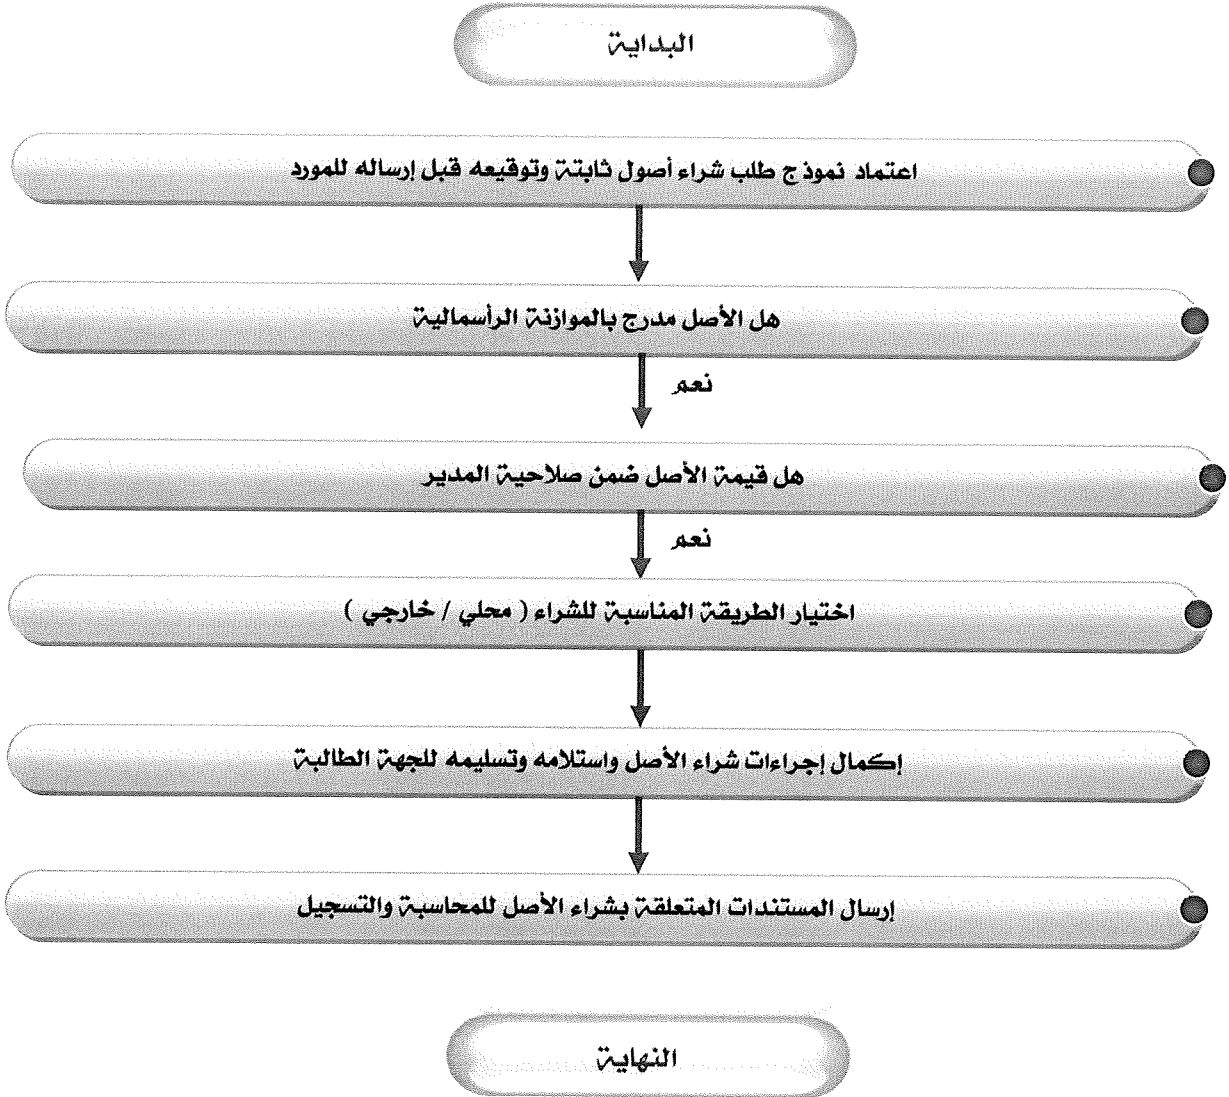 البداية
اعتماد نموذج طلب شراء أصول ثابتة وتوقيعه قبل إرساله للمورد
هل الأصل مدرج بالموازنة الرأسمالية
نعم
هل قيمة الأصل ضمن صلاحية المدير
نعم
اختيار الطريقة المناسبة للشراء ( محلي / خارجي )
إكمال إجراءات شراء الأصل واستلامه وتسليمه للجهة الطالبة
إرسال المستندات المتعلقة بشراء الأصل للمحاسبة والتسجيل
النهاية